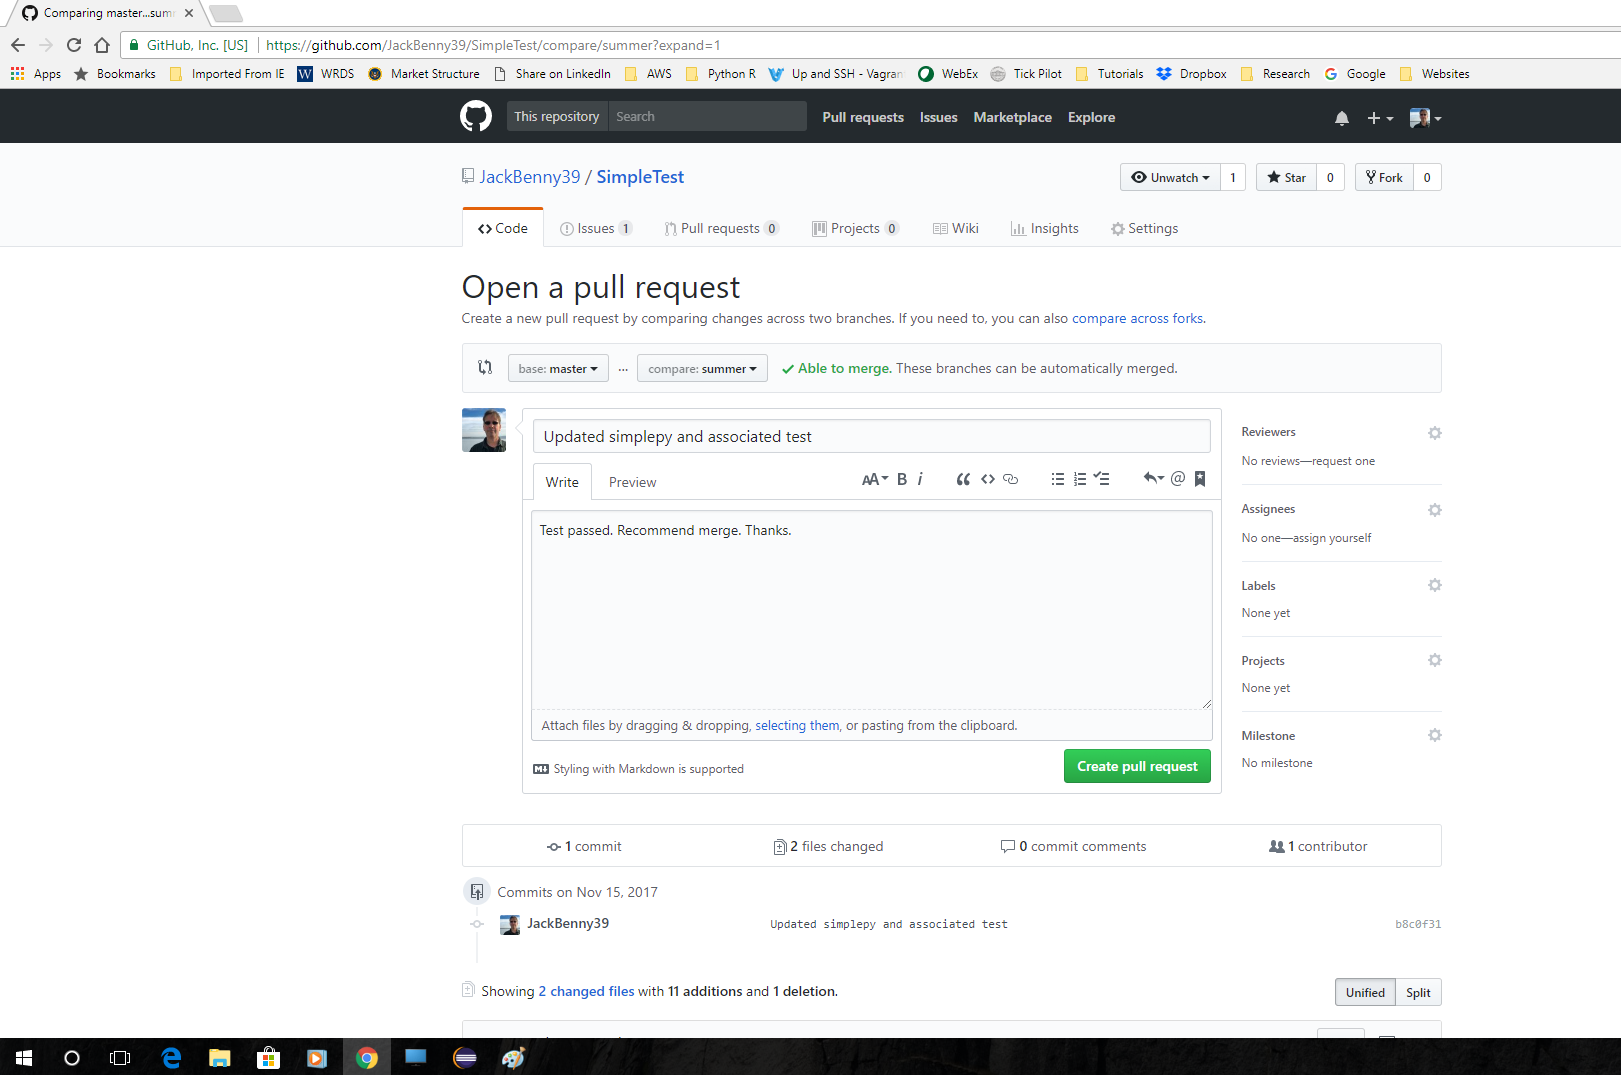 Comparing master...sum
GitHub, Inc. [US] https://github.com/JackBenny39/SimpleTest/compare/summer?expand=1
Apps Bookmarks Imported From IE WRDS Market Structure Share on LinkedIn AWS Python R Up and SSH - Vagran WebEx Tick Pilot Tutorials Dropbox Research Google Websites
This repository Search Pull requests Issues Marketplace Explore
JackBenny39 / SimpleTest Unwatch 1 Star 0 Fork 0
Code Issues 1 Pull requests 0 Projects 0 Wiki Insights Settings
Open a pull request
Create a new pull request by comparing changes across two branches. If you need to, you can also compare across forks.
base: master ... compare: summer Able to merge. These branches can be automatically merged.
Updated simplepy and associated test
Write Preview AA B i
Test passed. Recommend merge. Thanks.
Attach files by dragging & dropping, selecting them, or pasting from the clipboard.
Styling with Markdown is supported Create pull request
Reviewers
No reviews—request one
Assignees
No one—assign yourself
Labels
None yet
Projects
None yet
Milestone
No milestone
1 commit 2 files changed 0 commit comments 1 contributor
Commits on Nov 15, 2017
JackBenny39 Updated simplepy and associated test b8c0f31
Showing 2 changed files with 11 additions and 1 deletion. Unified Split